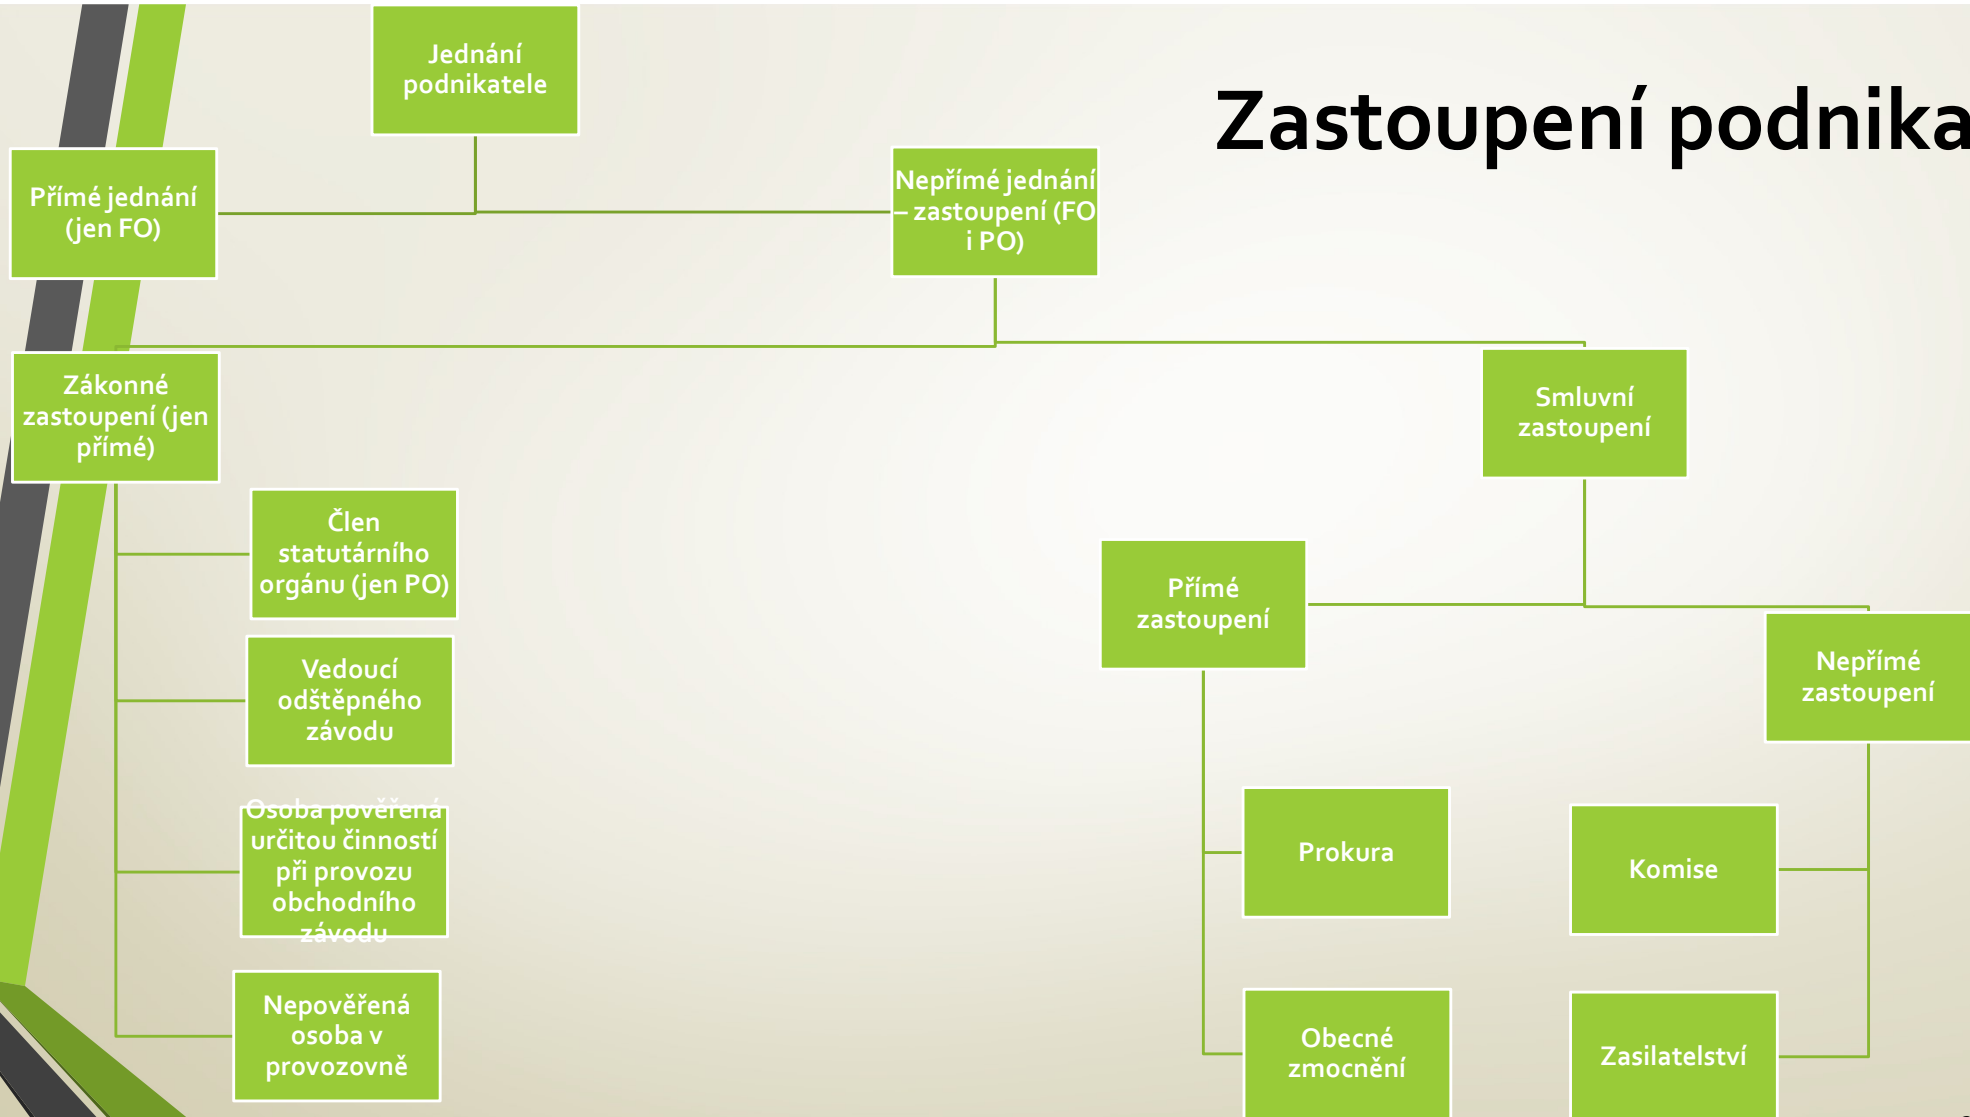 Zastoupení podnika
Jednání
podnikatele
Přímé jednání
(jen FO)
Nepřímé jednání
– zastoupení (FO
i PO)
Zákonné
zastoupení (jen
přímé)
Člen
statutárního
orgánu (jen PO)
Vedoucí
odštěpného
závodu
Osoba pověřená
určitou činností
při provozu
obchodního
závodu
Nepověřená
osoba v
provozovně
Smluvní
zastoupení
Přímé
zastoupení
Prokura
Obecné
zmocnění
Nepřímé
zastoupení
Komise
Zasilatelství